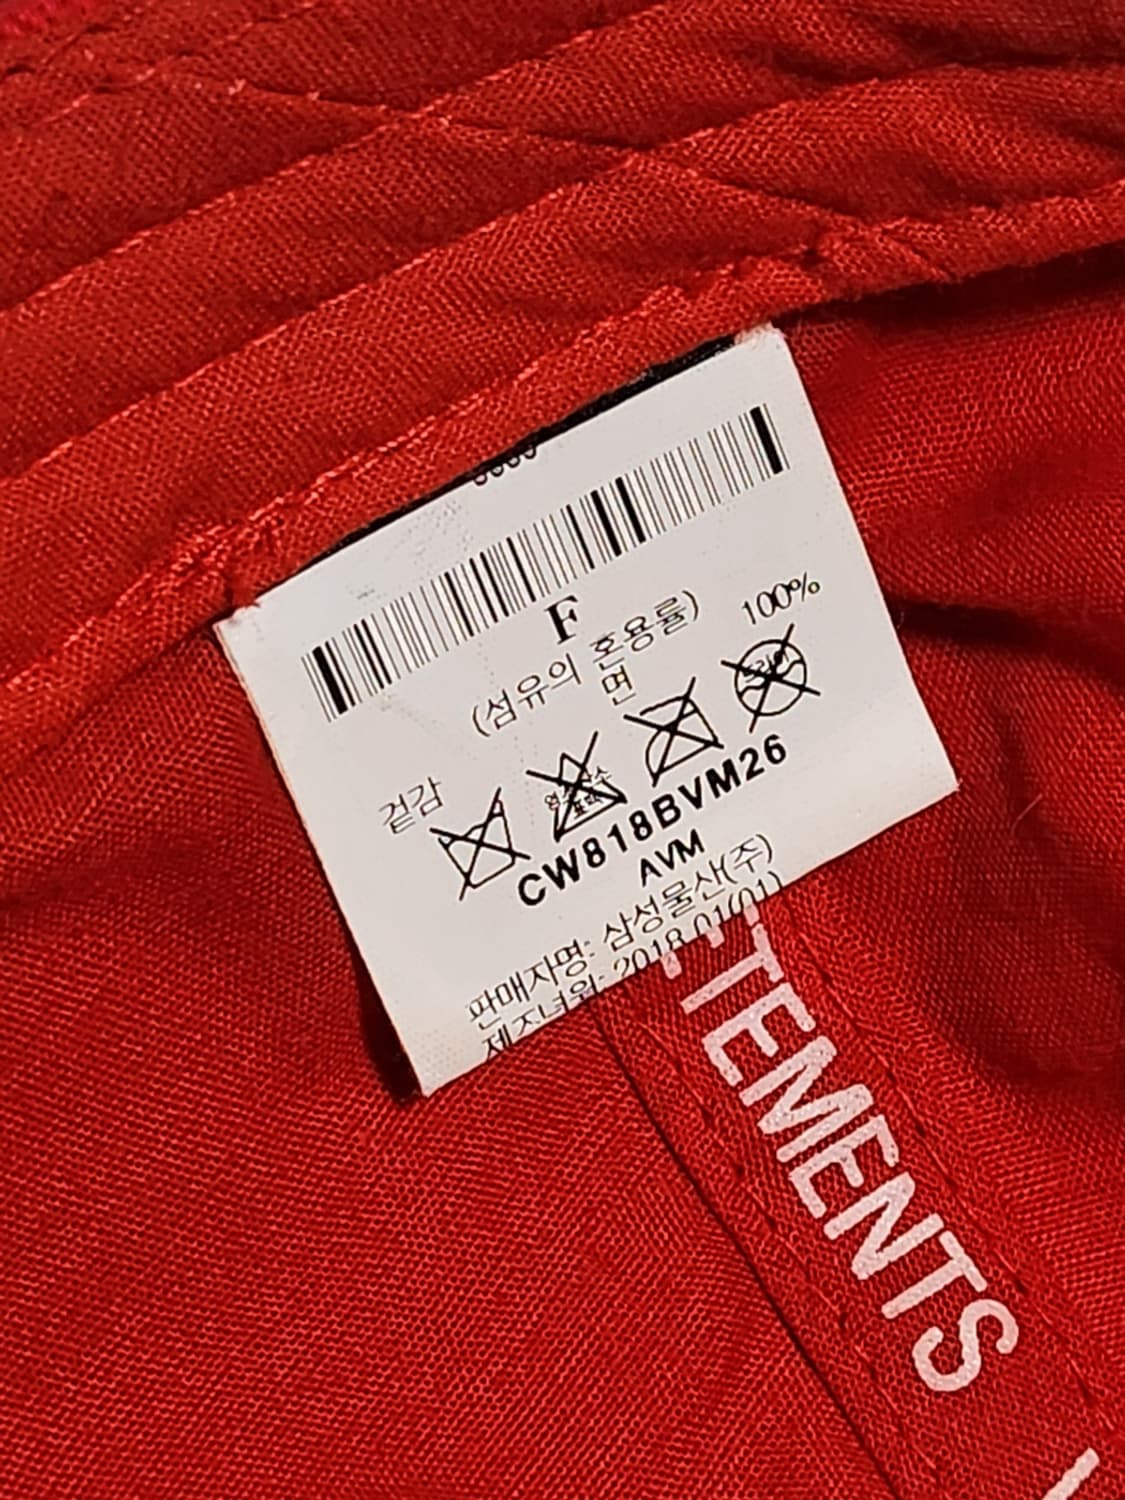 F
(섬유의 혼용률)
겉감 면 100%
CW818BVM26
AVM
판매자명: 삼성물산(주)
제조년월: 2018.01(01)
ETEMENTS